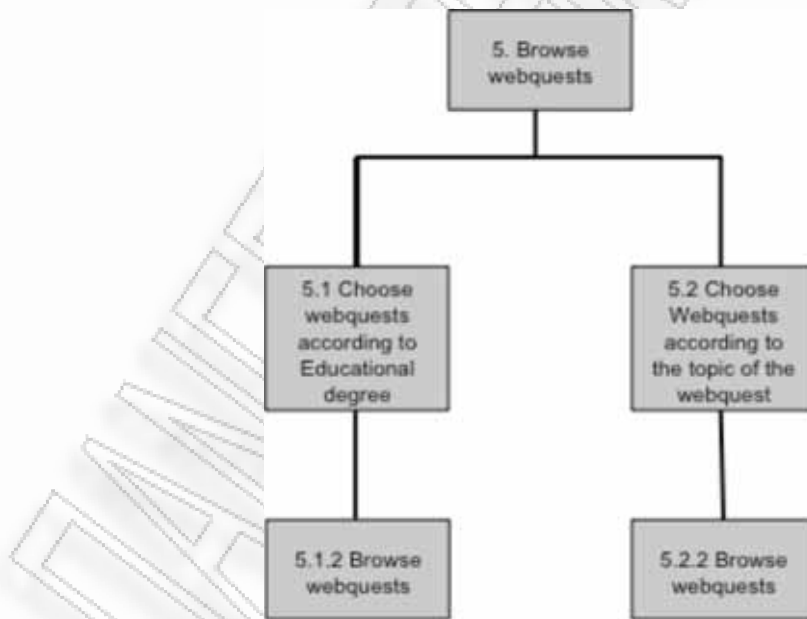 5. Browse
webquests
5.1 Choose
webquests
according to
Educational
degree
5.2 Choose
Webquests
according to
the topic of the
webquest
5.1.2 Browse
webquests
5.2.2 Browse
webquests